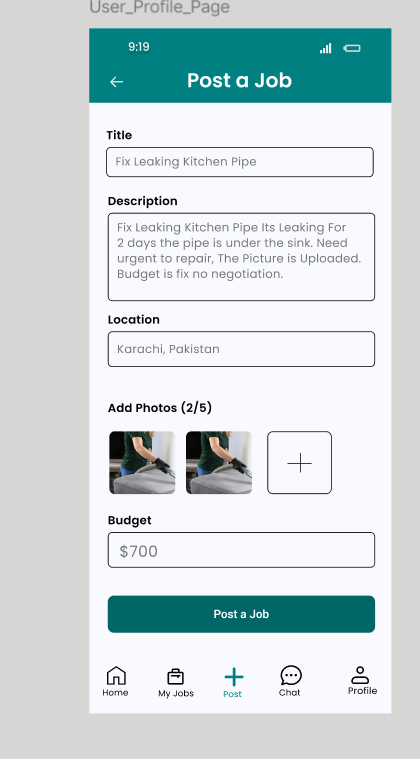 User_Profile_Page
9:19
Post a Job
Title
Fix Leaking Kitchen Pipe
Description
Fix Leaking Kitchen Pipe Its Leaking For
2 days the pipe is under the sink. Need
urgent to repair, The Picture is Uploaded.
Budget is fix no negotiation.
Location
Karachi, Pakistan
Add Photos (2/5)
Budget
$700
Post a Job
Home
My Jobs
Post
Chat
Profile